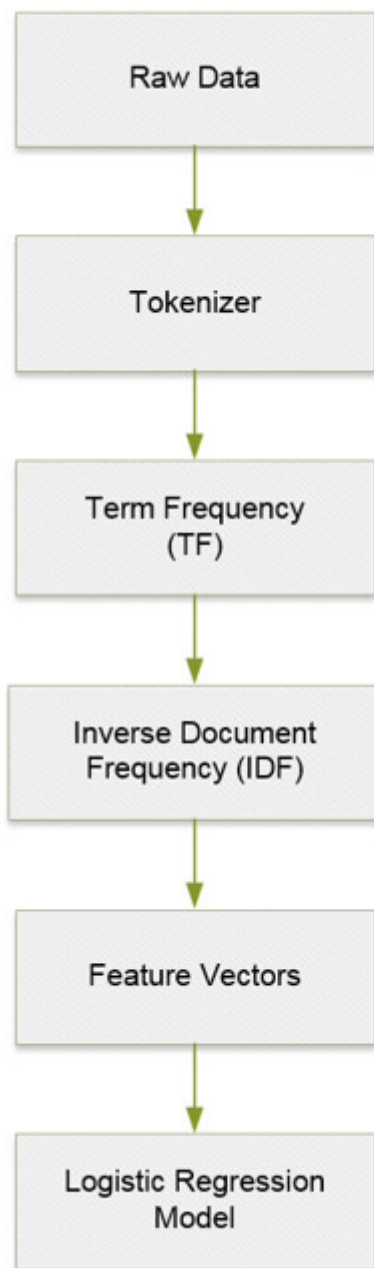 Raw Data
Tokenizer
Term Frequency
(TF)
Inverse Document
Frequency (IDF)
Feature Vectors
Logistic Regression
Model